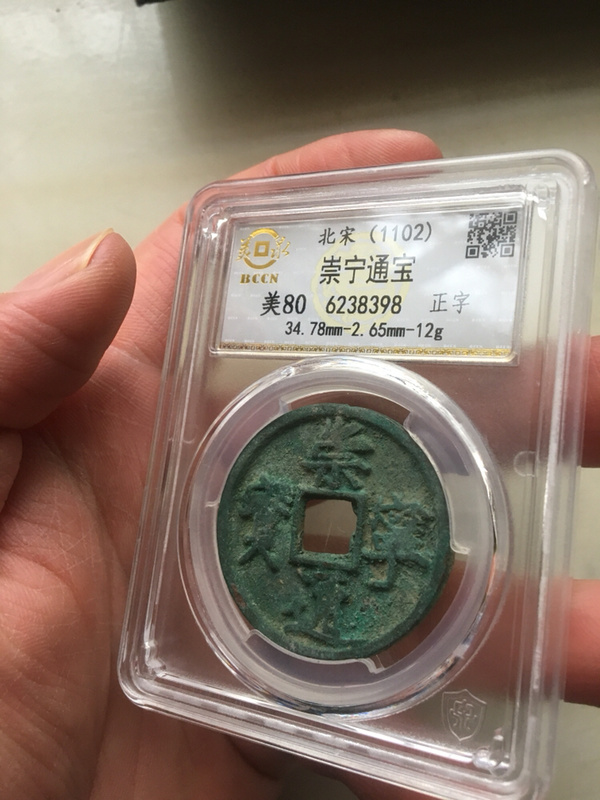 北宋（1102）
BCCN
崇宁通宝
美80 6238398 正字
34.78mm-2.65mm-12g
崇
寳 寧
通